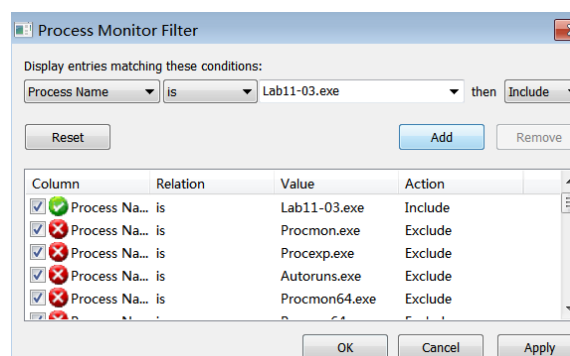 Process Monitor Filter
Display entries matching these conditions:
Process Name is Lab11-03.exe then Include
Reset Add Remove
Column Relation Value Action
Process Na... is Lab11-03.exe Include
Process Na... is Procmon.exe Exclude
Process Na... is Procexp.exe Exclude
Process Na... is Autoruns.exe Exclude
Process Na... is Procmon64.exe Exclude
OK Cancel Apply